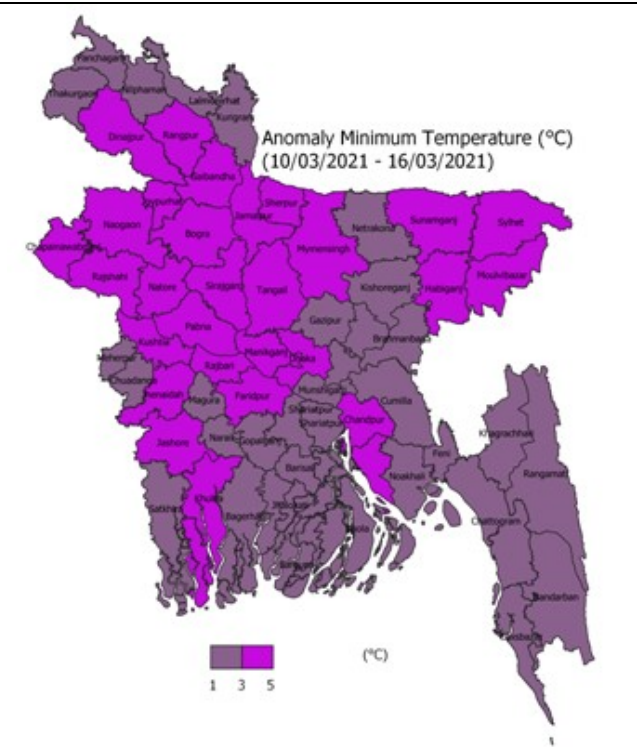 Panchagarh
Thakurgaon
Nilphamari
Lalmonirhat
Kurigram
Anomaly Minimum Temperature (°C)
(10/03/2021 - 16/03/2021)
Dinajpur
Rangpur
Gaibandha
Joypurhat
Sherpur
Jamalpur
Naogaon
Bogra
Mymensingh
Netrakona
Sunamganj
Sylhet
Rajshahi
Natore
Sirajganj
Tangail
Kishoreganj
Habiganj
Moulvibazar
Pabna
Gazipur
Kushtia
Manikganj
Dhaka
Meherpur
Rajbari
Chuadanga
Jhenaidah
Magura
Faridpur
Munshiganj
Cumilla
Shariatpur
Shariatpur
Chandpur
Khagrachhari
Jashore
Narail
Gopalganj
Barisal
Noakhali
Feni
Rangamati
Satkhira
Khulna
Bagerhat
Bhola
Chattogram
Bandarban
(°C)
1 3 5